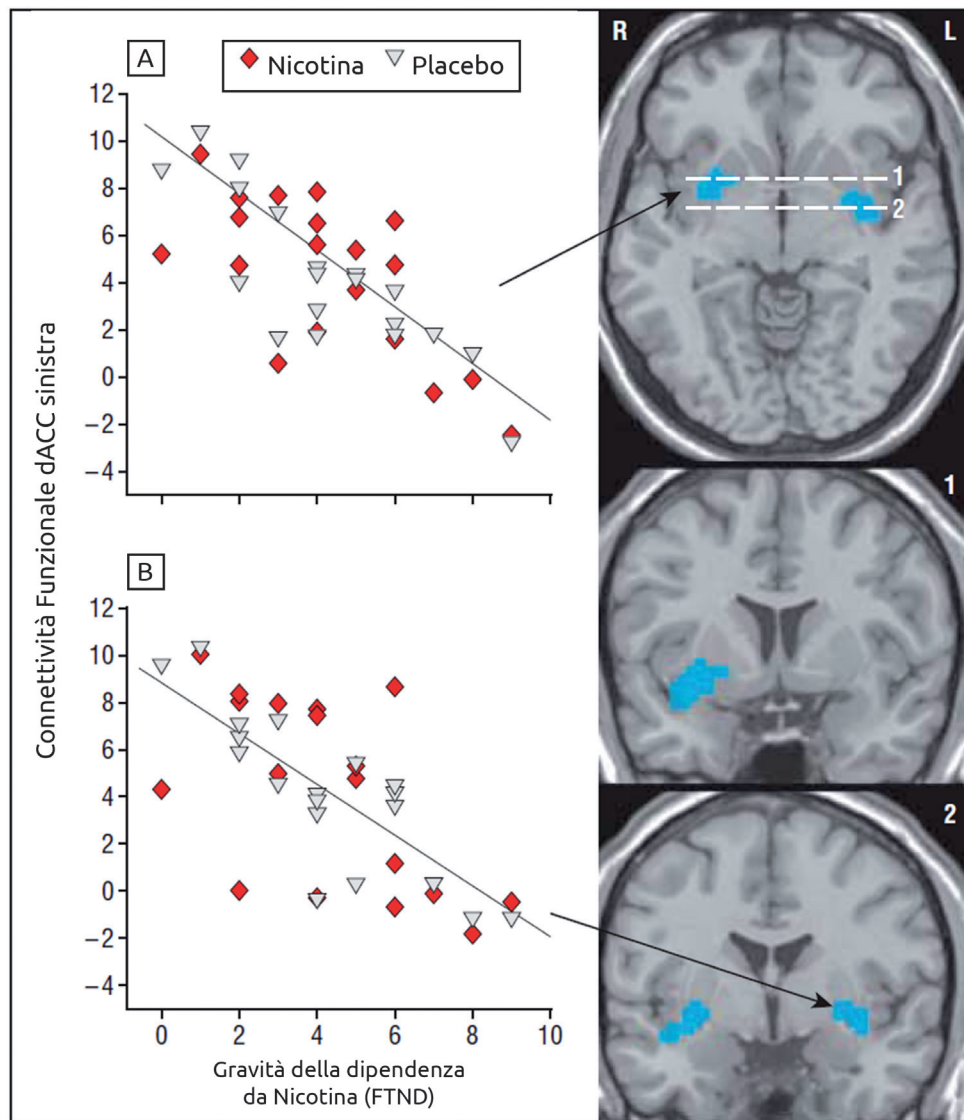 A
Nicotina Placebo
12
10
8
6
4
2
0
−2
−4
B
12
10
8
6
4
2
0
−2
−4
0 2 4 6 8 10
Connettività Funzionale dACC sinistra
Gravità della dipendenza
da Nicotina (FTND)
R L
1
2
1
2